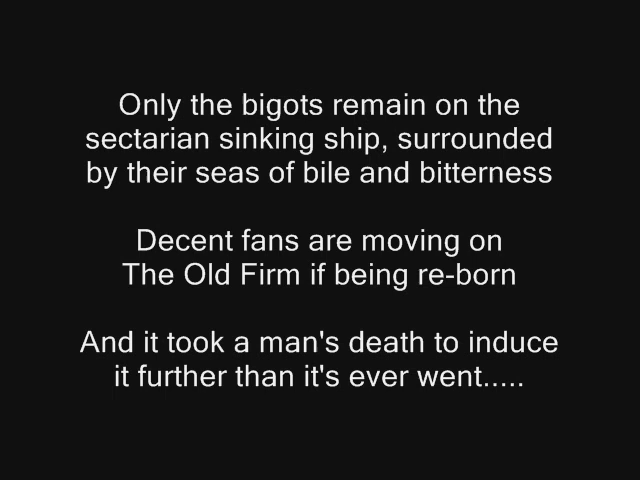 Only the bigots remain on the
sectarian sinking ship, surrounded
by their seas of bile and bitterness
Decent fans are moving on
The Old Firm if being re-born
And it took a man's death to induce
it further than it's ever went.....